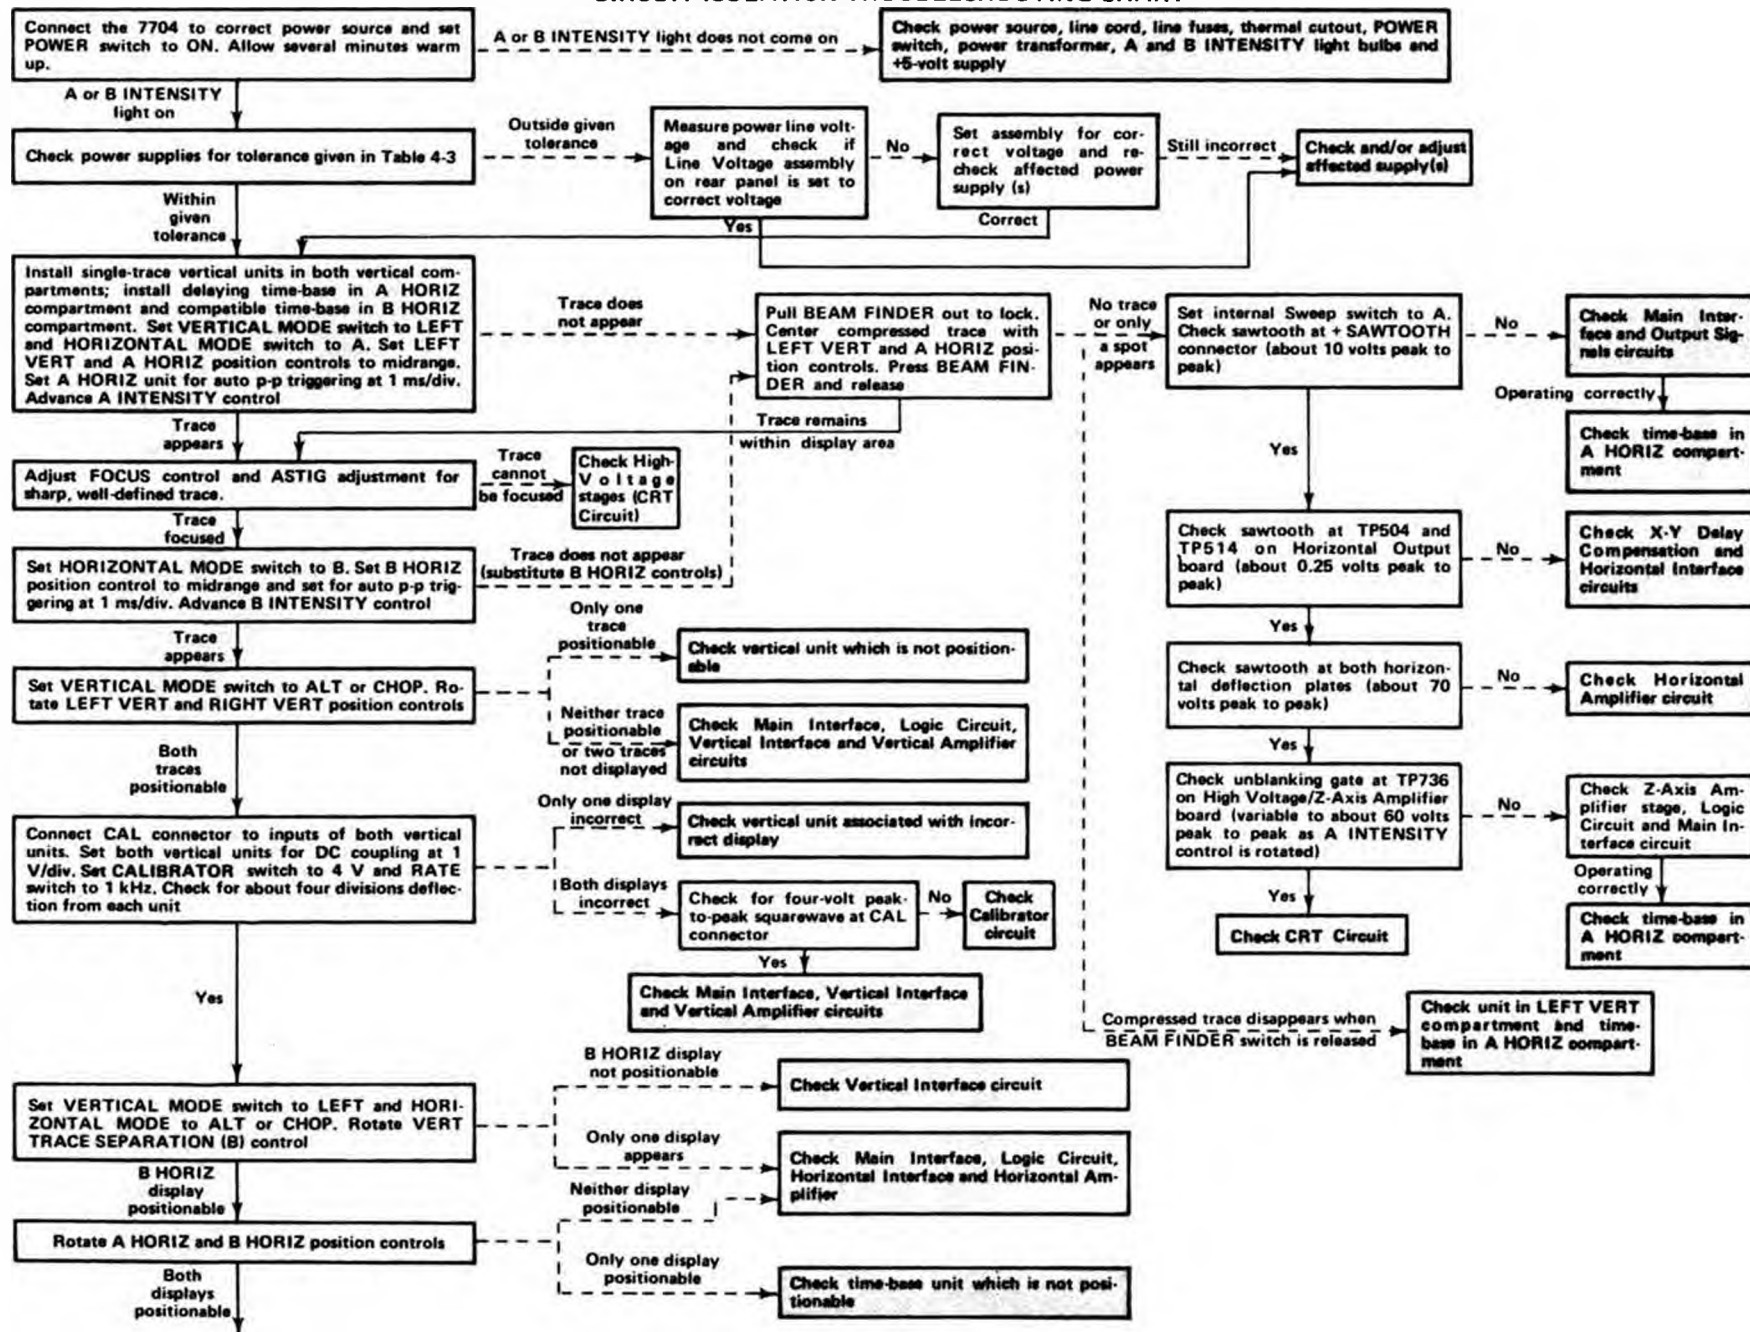 Connect the 7704 to correct power source and set
POWER switch to ON. Allow several minutes warm
up.
A or B INTENSITY light does not come on
Check power source, line cord, line fuses, thermal cutout, POWER
switch, power transformer, A and B INTENSITY light bulbs and
+5-volt supply
A or B INTENSITY
light on
Check power supplies for tolerance given in Table 4-3
Outside given
tolerance
Measure power line volt-
age and check if
Line Voltage assembly
on rear panel is set to
correct voltage
No
Set assembly for cor-
rect voltage and re-
check affected power
supply (s)
Still incorrect
Check and/or adjust
affected supply(s)
Within
given
tolerance
Yes
Correct
Install single-trace vertical units in both vertical com-
partments; install delaying time-base in A HORIZ
compartment and compatible time-base in B HORIZ
compartment. Set VERTICAL MODE switch to LEFT
and HORIZONTAL MODE switch to A. Set LEFT
VERT and A HORIZ position controls to midrange.
Set A HORIZ unit for auto p-p triggering at 1 ms/div.
Advance A INTENSITY control
Trace does
not appear
Pull BEAM FINDER out to lock.
Center compressed trace with
LEFT VERT and A HORIZ posi-
tion controls. Press BEAM FIN-
DER and release
No trace
or only
a spot
appears
Set internal Sweep switch to A.
Check sawtooth at + SAWTOOTH
connector (about 10 volts peak to
peak)
No
Check Main Inter-
face and Output Sig-
nals circuits
Operating correctly
Check time-base in
A HORIZ compart-
ment
Trace
appears
Trace remains
within display area
Yes
Adjust FOCUS control and ASTIG adjustment for
sharp, well-defined trace.
Trace
cannot
be focused
Check High-
Voltage
stages (CRT
Circuit)
Trace
focused
Check sawtooth at TP504 and
TP514 on Horizontal Output
board (about 0.25 volts peak to
peak)
No
Check X-Y Delay
Compensation and
Horizontal Interface
circuits
Set HORIZONTAL MODE switch to B. Set B HORIZ
position control to midrange and set for auto p-p trig-
gering at 1 ms/div. Advance B INTENSITY control
Trace does not appear
(substitute B HORIZ controls)
Yes
Trace
appears
Only one
trace
positionable
Check vertical unit which is not position-
able
Check sawtooth at both horizon-
tal deflection plates (about 70
volts peak to peak)
No
Check Horizontal
Amplifier circuit
Set VERTICAL MODE switch to ALT or CHOP. Ro-
tate LEFT VERT and RIGHT VERT position controls
Neither trace
positionable
or two traces
not displayed
Check Main Interface, Logic Circuit,
Vertical Interface and Vertical Amplifier
circuits
Yes
Both
traces
positionable
Check unblanking gate at TP736
on High Voltage/Z-Axis Amplifier
board (variable to about 60 volts
peak to peak as A INTENSITY
control is rotated)
No
Check Z-Axis Am-
plifier stage, Logic
Circuit and Main In-
terface circuit
Operating
correctly
Check time-base in
A HORIZ compart-
ment
Yes
Check CRT Circuit
Connect CAL connector to inputs of both vertical
units. Set both vertical units for DC coupling at 1
V/div. Set CALIBRATOR switch to 4 V and RATE
switch to 1 kHz. Check for about four divisions deflec-
tion from each unit
Only one display
incorrect
Check vertical unit associated with incor-
rect display
Both displays
incorrect
Check for four-volt peak-
to-peak squarewave at CAL
connector
No
Check
Calibrator
circuit
Yes
Check Main Interface, Vertical Interface
and Vertical Amplifier circuits
Yes
Compressed trace disappears when
BEAM FINDER switch is released
Check unit in LEFT VERT
compartment and time-
base in A HORIZ compart-
ment
B HORIZ display
not positionable
Check Vertical Interface circuit
Set VERTICAL MODE switch to LEFT and HORI-
ZONTAL MODE to ALT or CHOP. Rotate VERT
TRACE SEPARATION (B) control
Only one display
appears
Check Main Interface, Logic Circuit,
Horizontal Interface and Horizontal Am-
plifier
B HORIZ
display
positionable
Neither display
positionable
Rotate A HORIZ and B HORIZ position controls
Only one display
positionable
Check time-base unit which is not posi-
tionable
Both
displays
positionable